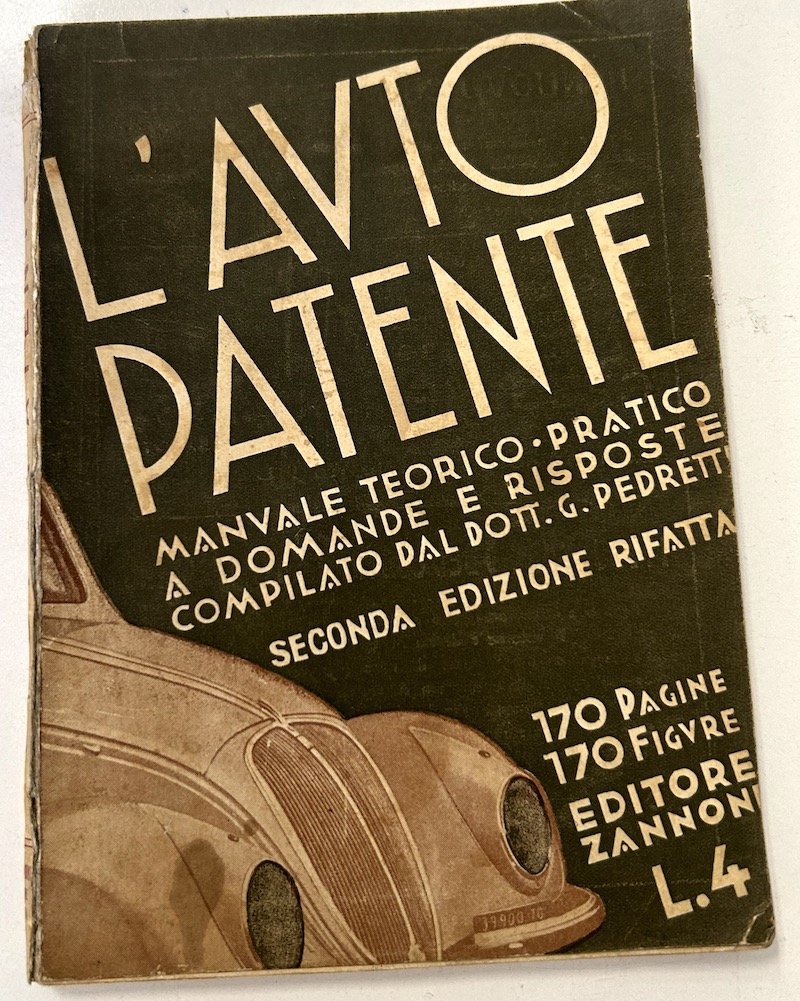 L'AVTO
PATENTE
MANVALE TEORICO·PRATICO
A DOMANDE E RISPOSTE
COMPILATO DAL DOTT. G. PEDRETTI
SECONDA EDIZIONE RIFATTA
170 PAGINE
170 FIGVRE
EDITORE
ZANNONI
L.4